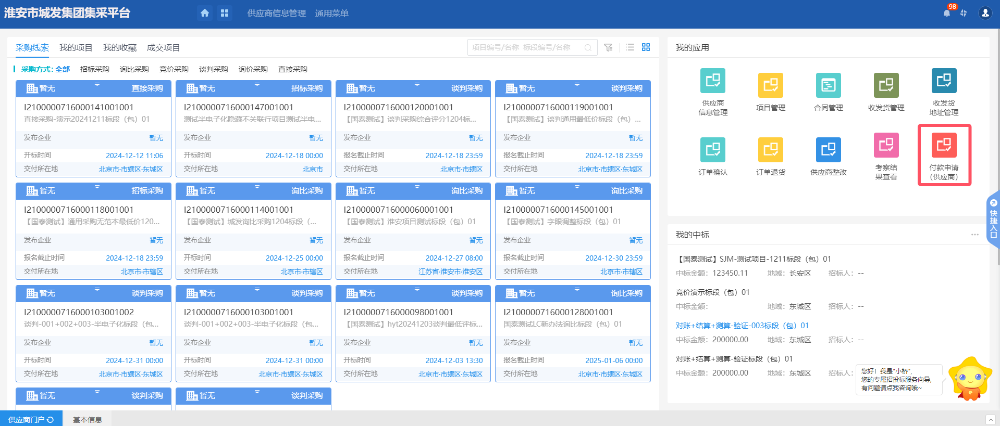 淮安市城发集团集采平台
供应商信息管理 通用菜单
98
采购线索 我的项目 我的收藏 成交项目
项目编号/名称 标段编号/名称
采购方式: 全部 招标采购 询比采购 竞价采购 谈判采购 询价采购 直接采购
暂无 直接采购
I2100000716000141001001
直接采购-演示20241211标段（包）01
发布企业 暂无
开标时间 2024-12-12 11:06
交付所在地 北京市·市辖区·东城区
暂无 招标采购
I2100000716000147001001
测试半电子化隐藏不关联行项目测试半电...
发布企业 暂无
开标时间 2024-12-18 00:00
交付所在地 北京市
暂无 谈判采购
I2100000716000120001001
【国泰测试】谈判采购综合评分1204标...
发布企业 暂无
报名截止时间 2024-12-18 23:59
交付所在地 北京市·市辖区
暂无 谈判采购
I2100000716000119001001
【国泰测试】谈判通用最低价标段（包）...
发布企业 暂无
报名截止时间 2024-12-18 23:59
交付所在地 北京市·市辖区·东城区
暂无 招标采购
I2100000716000118001001
【国泰测试】通用采购无范本最低价120...
发布企业 暂无
报名截止时间 2024-12-18 23:59
交付所在地 北京市·市辖区
暂无 询比采购
I2100000716000114001001
【国泰测试】城发询比采购1204标段（...
发布企业 暂无
开标时间 2024-12-25 00:00
交付所在地 北京市·市辖区
暂无 询比采购
I2100000716000060001001
【国泰测试】淮安项目测试标段（包）01
发布企业 暂无
报名截止时间 2024-12-27 08:00
交付所在地 江苏省·淮安市·淮安区
暂无 询比采购
I2100000716000145001001
【国泰测试】字眼调整标段（包）01
发布企业 暂无
报名截止时间 2024-12-30 23:59
交付所在地 北京市·市辖区
暂无 谈判采购
I2100000716000103001002
谈判-001+002+003-半电子化标段（包...
发布企业 暂无
开标时间 2024-12-31 00:00
交付所在地 北京市·市辖区·东城区
暂无 谈判采购
I2100000716000103001001
谈判-001+002+003-半电子化标段（包...
发布企业 暂无
开标时间 2024-12-31 00:00
交付所在地 北京市·市辖区·东城区
暂无 谈判采购
I2100000716000098001001
【国泰测试】hyt20241203谈判最低评标...
发布企业 暂无
开标时间 2024-12-03 13:30
交付所在地 北京市·市辖区·东城区
暂无 询比采购
I2100000716000128001001
国泰测试LC新办法询比标段（包）01
发布企业 暂无
报名截止时间 2025-01-06 00:00
交付所在地 北京市·市辖区·东城区
暂无 谈判采购
暂无 谈判采购
我的应用
供应商
信息管理
项目管理
合同管理
收发货管理
收发货
地址管理
订单确认
订单退货
供应商整改
考察结
果查看
付款申请
（供应商）
快捷入口
我的中标
【国泰测试】SJM-测试项目-1211标段（包）01
中标金额: 123450.11 地域: 长安区 招标人: --
竞价演示标段（包）01
中标金额: 地域: 东城区 招标人: --
对账+结算+测算-验证-003标段（包）01
中标金额: 200000.00 地域: 东城区 招标人: --
对账+结算+测算-验证标段（包）01
中标金额: 200000.00 地域: 东城区 招标人:
您好！我是"小桥",
您的专属招投标服务向导,
有问题请点我咨询哦~
供应商门户 基本信息